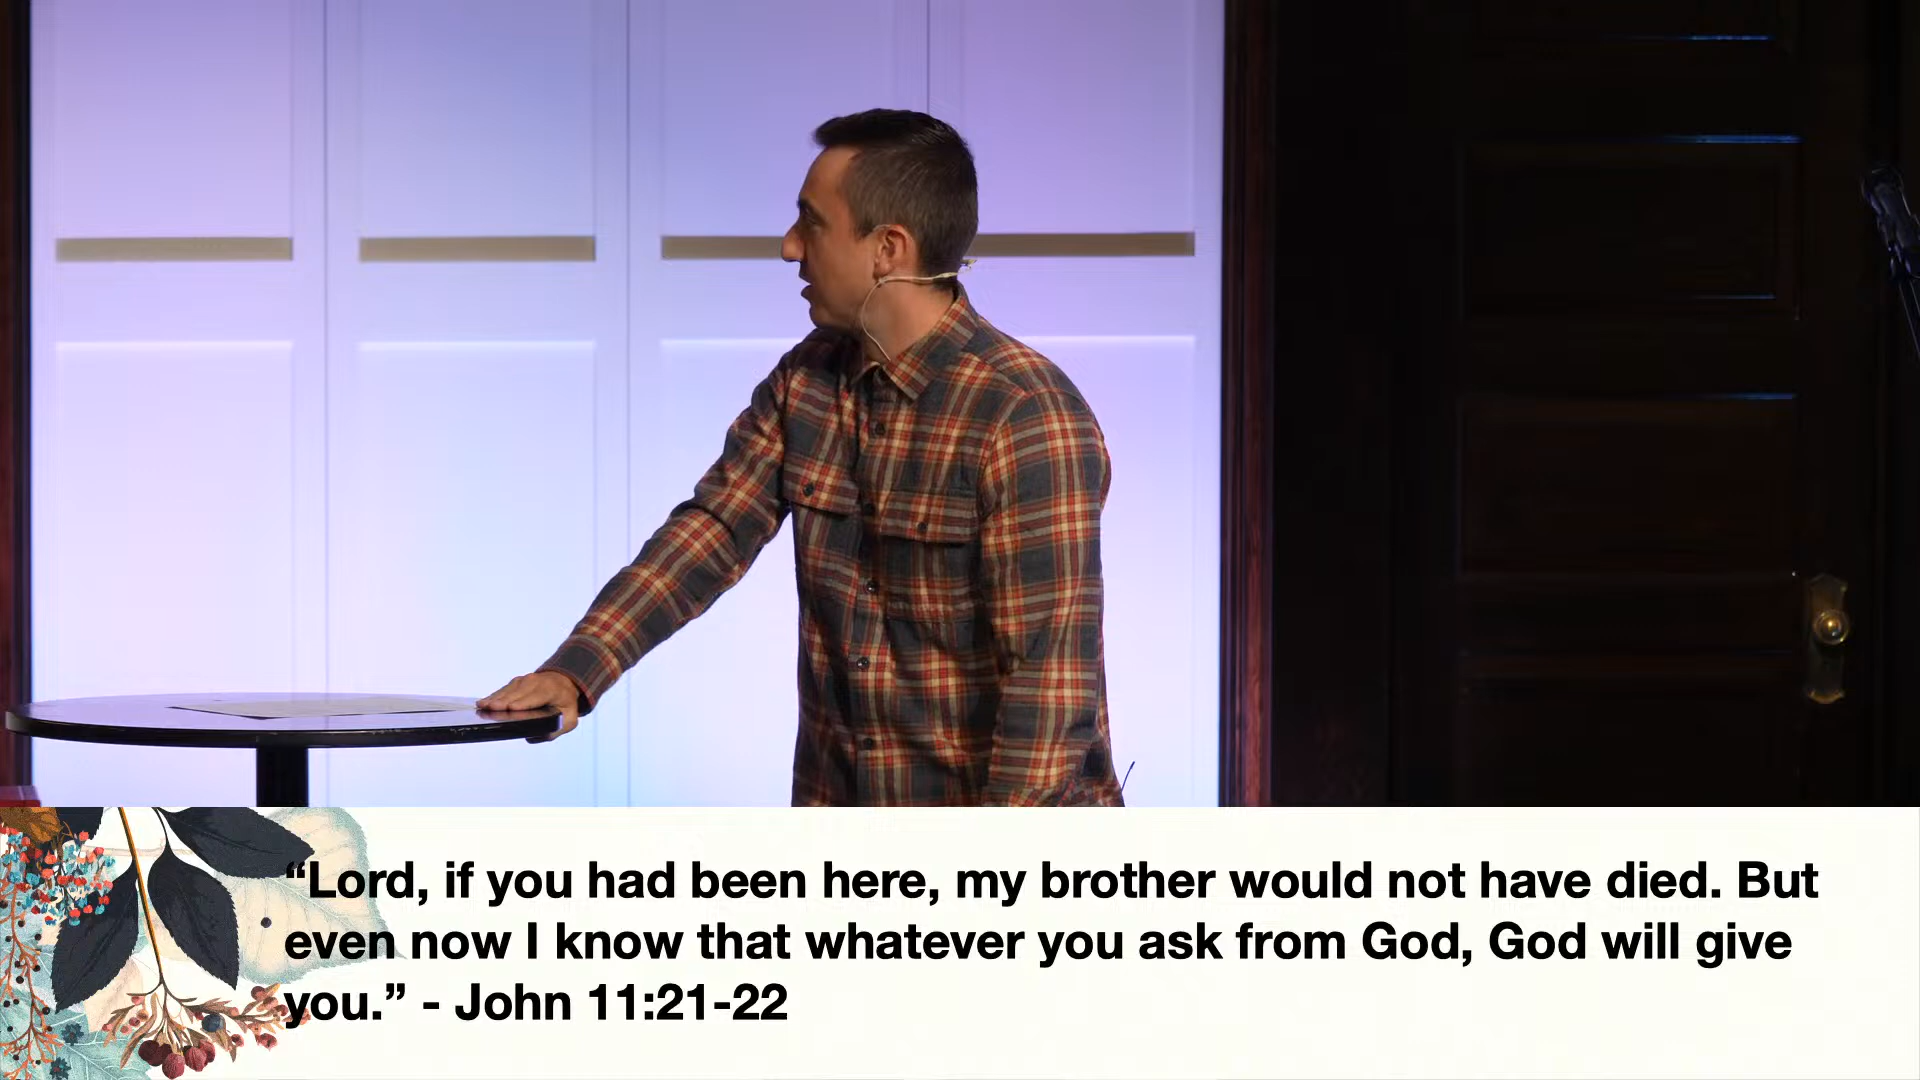 “Lord, if you had been here, my brother would not have died. But
even now I know that whatever you ask from God, God will give
you.” - John 11:21-22